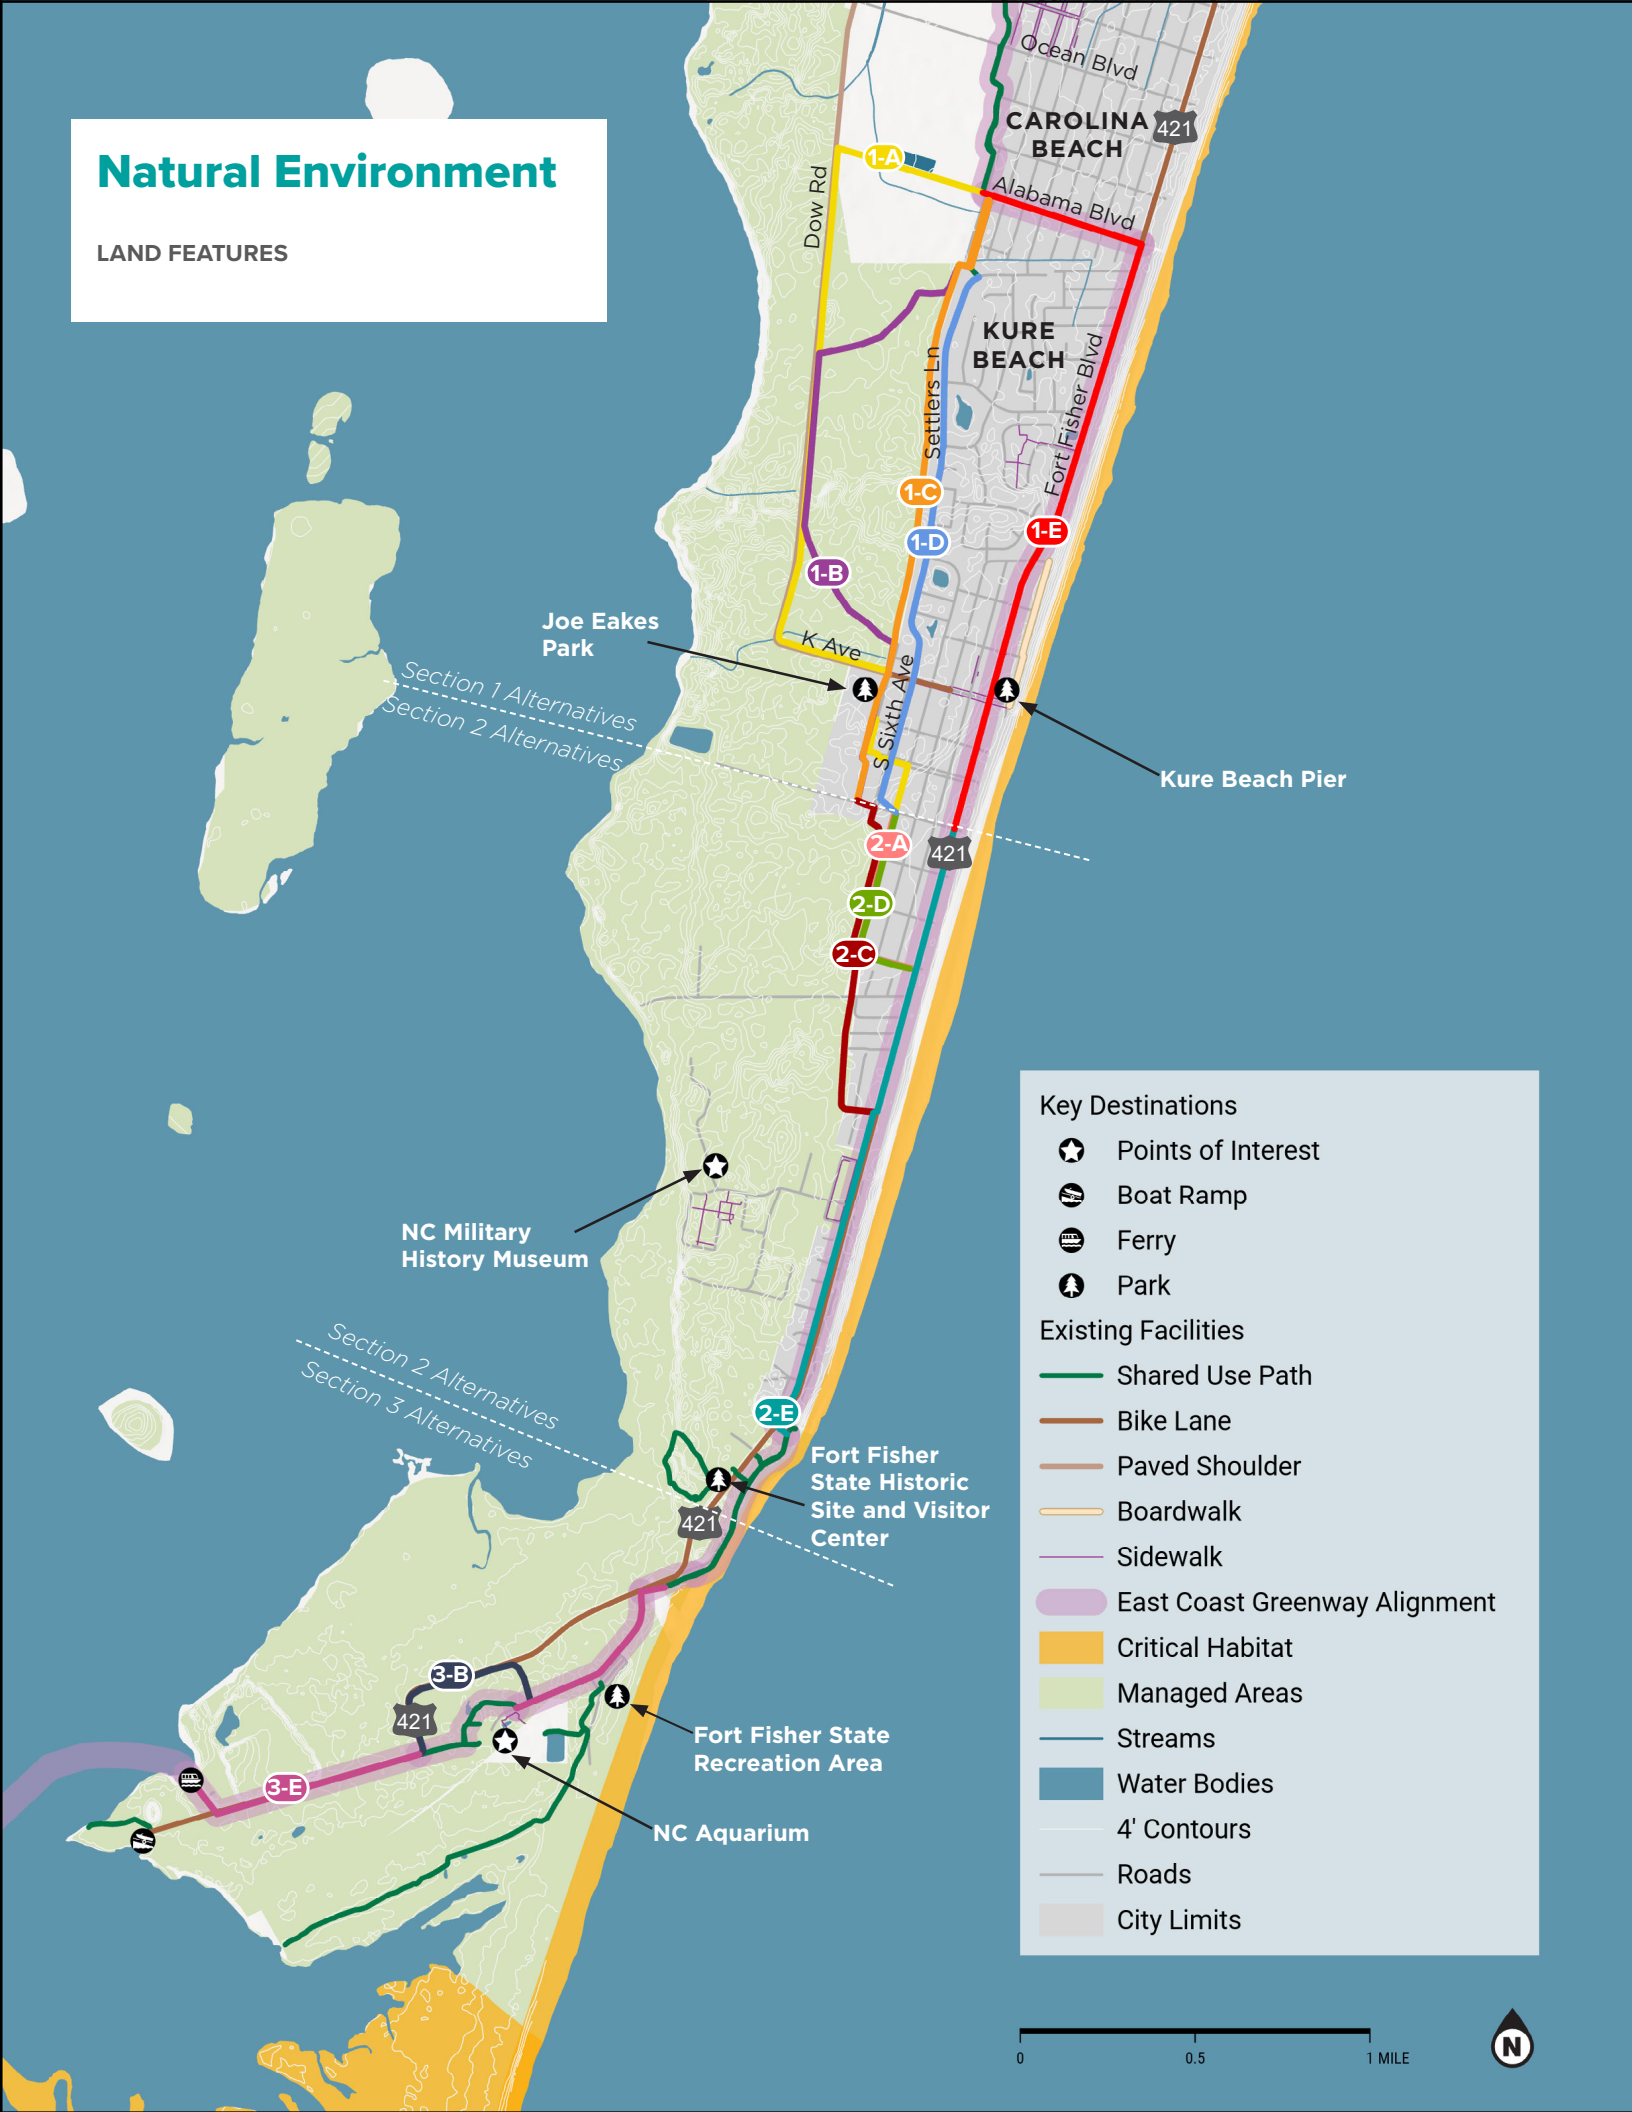 Natural Environment
LAND FEATURES
Ocean Blvd
CAROLINA
BEACH
421
1-A
Alabama Blvd
Dow Rd
KURE
BEACH
Settlers Ln
Fort Fisher Blvd
1-C
1-E
1-D
1-B
Joe Eakes
Park
K Ave
S Sixth Ave
Section 1 Alternatives
Section 2 Alternatives
Kure Beach Pier
2-A
421
2-D
2-C
NC Military
History Museum
Section 2 Alternatives
Section 3 Alternatives
2-E
Fort Fisher
State Historic
Site and Visitor
Center
421
3-B
421
Fort Fisher State
Recreation Area
3-E
NC Aquarium
Key Destinations
Points of Interest
Boat Ramp
Ferry
Park
Existing Facilities
Shared Use Path
Bike Lane
Paved Shoulder
Boardwalk
Sidewalk
East Coast Greenway Alignment
Critical Habitat
Managed Areas
Streams
Water Bodies
4' Contours
Roads
City Limits
0 0.5 1 MILE
N